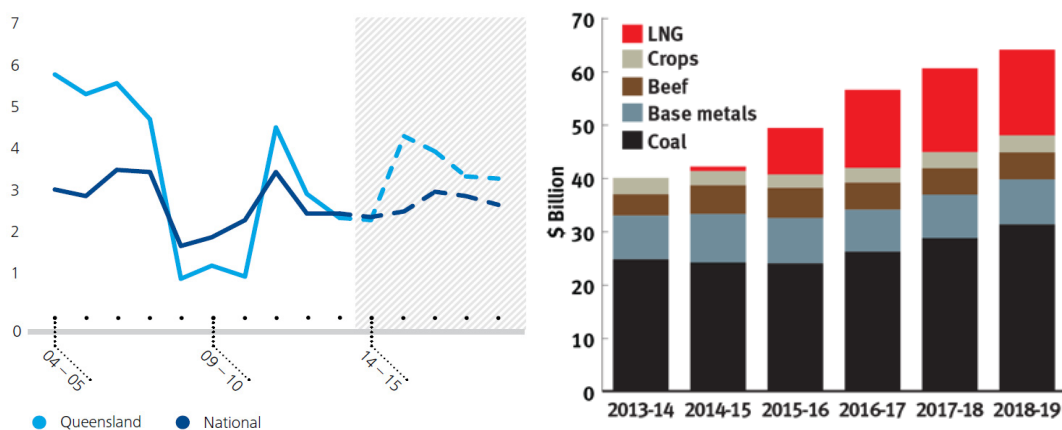 7
6
5
4
3
2
1
0
04 – 05
09 – 10
14 – 15
Queensland
National
70
60
50
40
30
20
10
0
$ Billion
LNG
Crops
Beef
Base metals
Coal
2013-14 2014-15 2015-16 2016-17 2017-18 2018-19